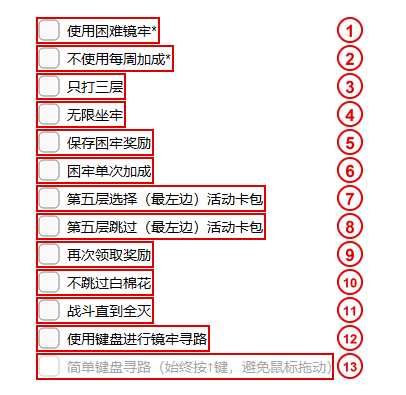 使用困难镜牢* 1
不使用每周加成* 2
只打三层 3
无限坐牢 4
保存困牢奖励 5
困牢单次加成 6
第五层选择（最左边）活动卡包 7
第五层跳过（最左边）活动卡包 8
再次领取奖励 9
不跳过白棉花 10
战斗直到全灭 11
使用键盘进行镜牢寻路 12
简单键盘寻路（始终按↑键，避免鼠标拖动） 13